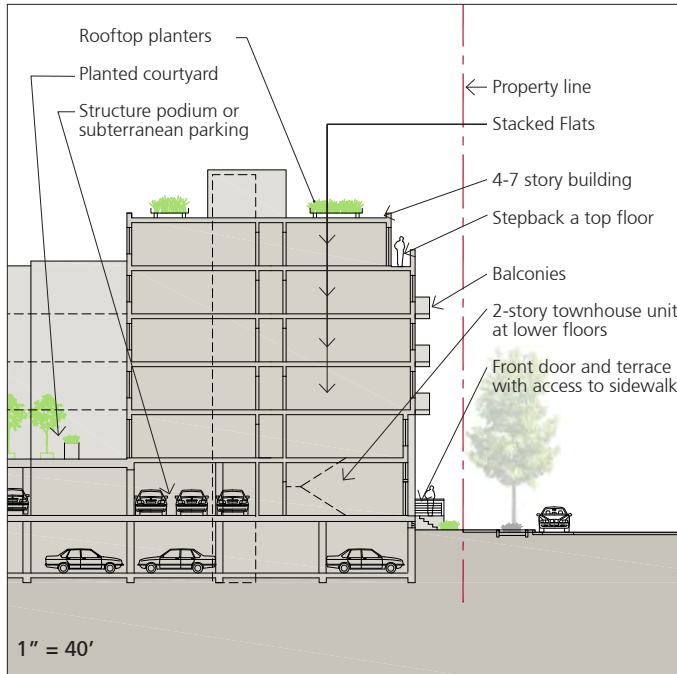 Rooftop planters
Planted courtyard
Structure podium or
subterranean parking
Property line
Stacked Flats
4-7 story building
Stepback a top floor
Balconies
2-story townhouse unit
at lower floors
Front door and terrace
with access to sidewalk
1” = 40’